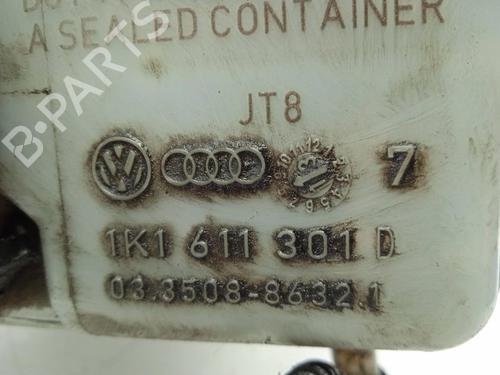 A SEALED CONTAINER
JT8
7
1K1 611 301 D
03.3508-8632.1
B-PARTS